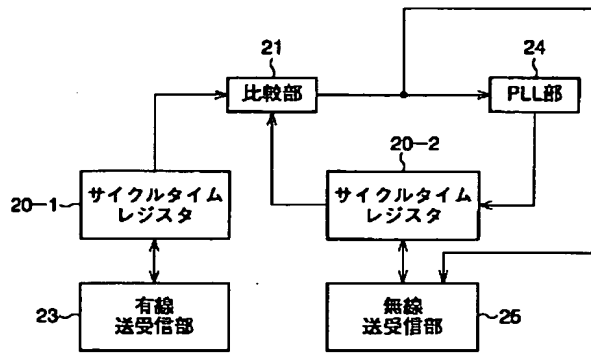 21
比較部
24
PLL部
20-2
サイクルタイム
レジスタ
20-1
サイクルタイム
レジスタ
有線
送受信部
23
無線
送受信部
25